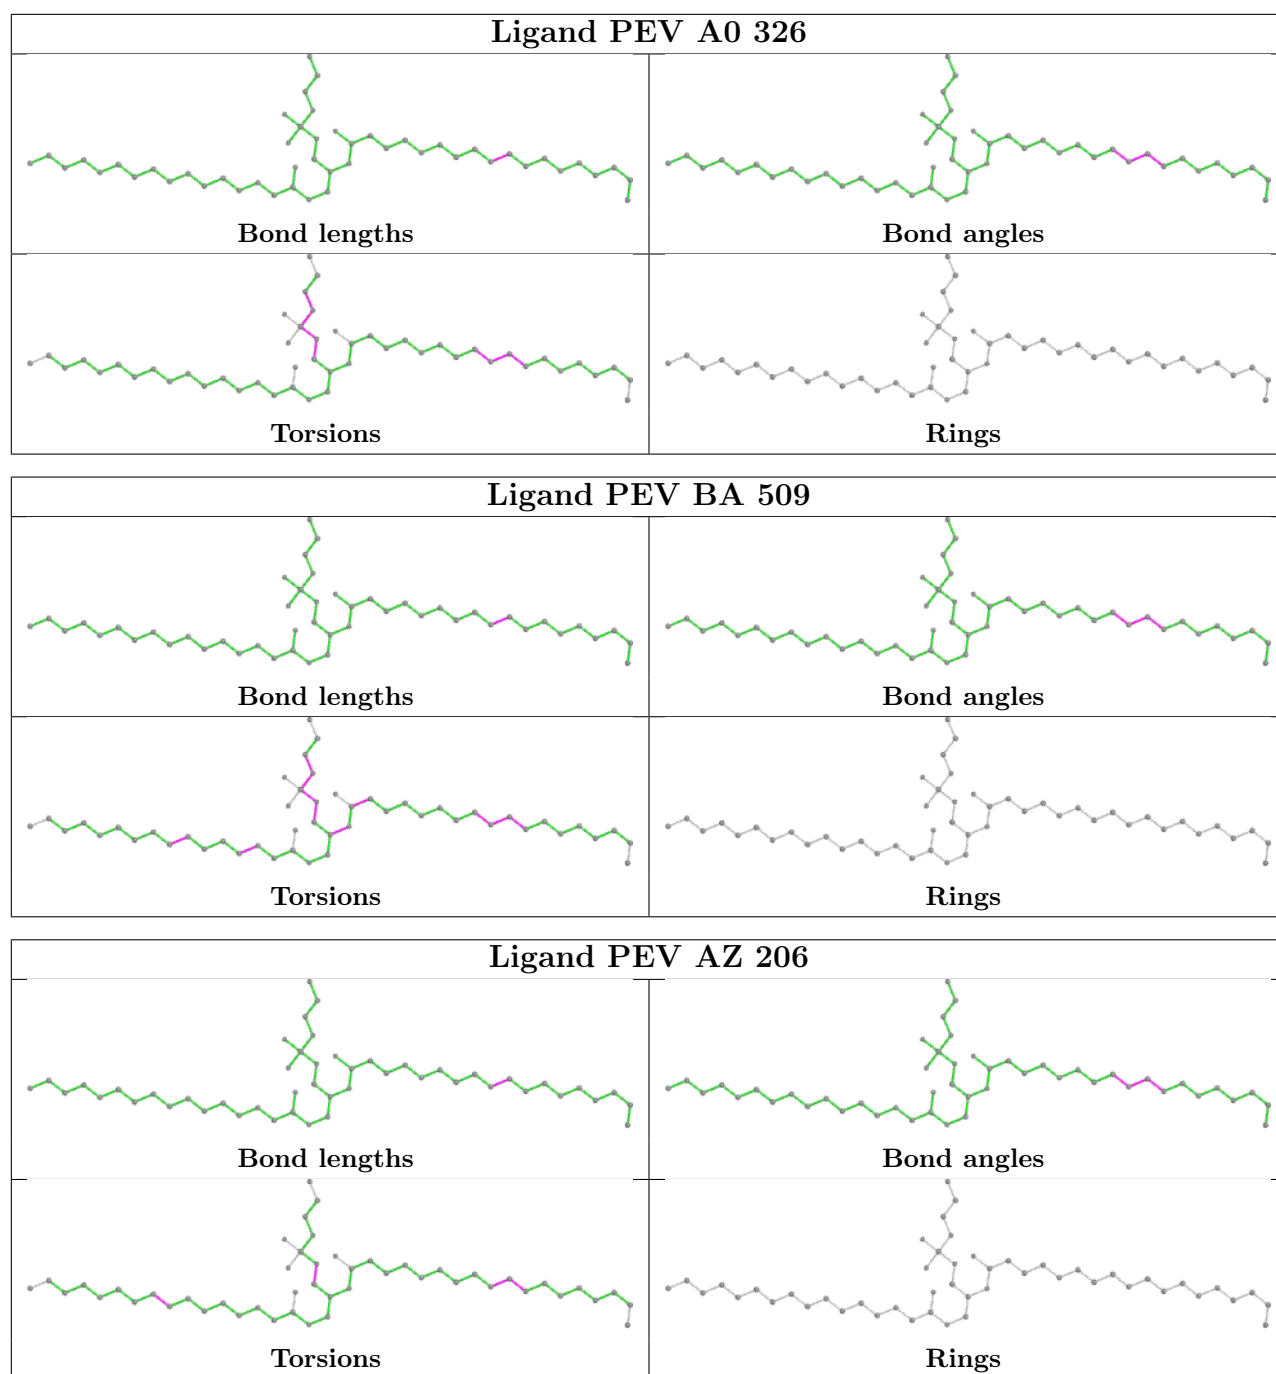 Ligand PEV A0 326
Bond lengths
Bond angles
Torsions
Rings
Ligand PEV BA 509
Bond lengths
Bond angles
Torsions
Rings
Ligand PEV AZ 206
Bond lengths
Bond angles
Torsions
Rings